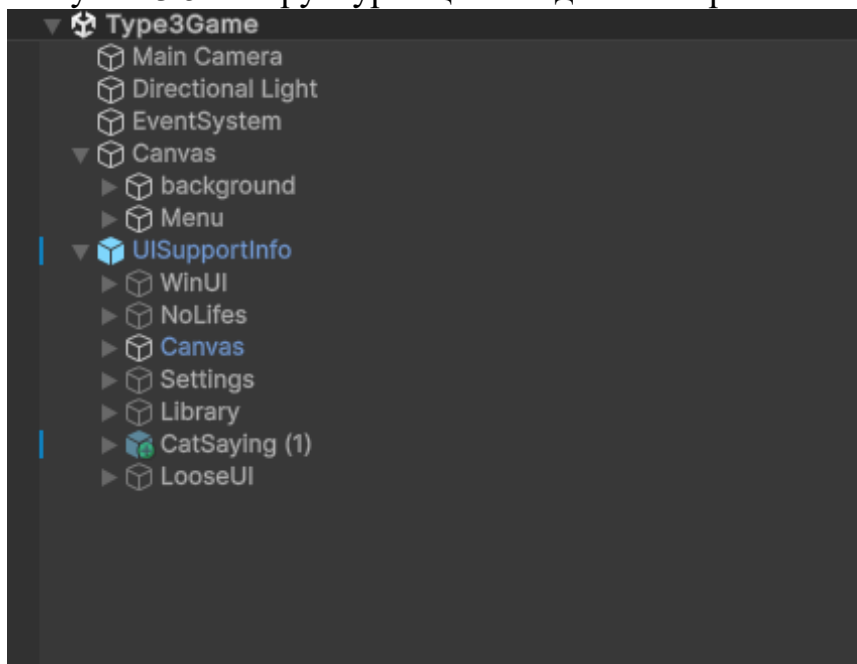 Type3Game
Main Camera
Directional Light
EventSystem
Canvas
background
Menu
UISupportInfo
WinUI
NoLifes
Canvas
Settings
Library
CatSaying (1)
LooseUI